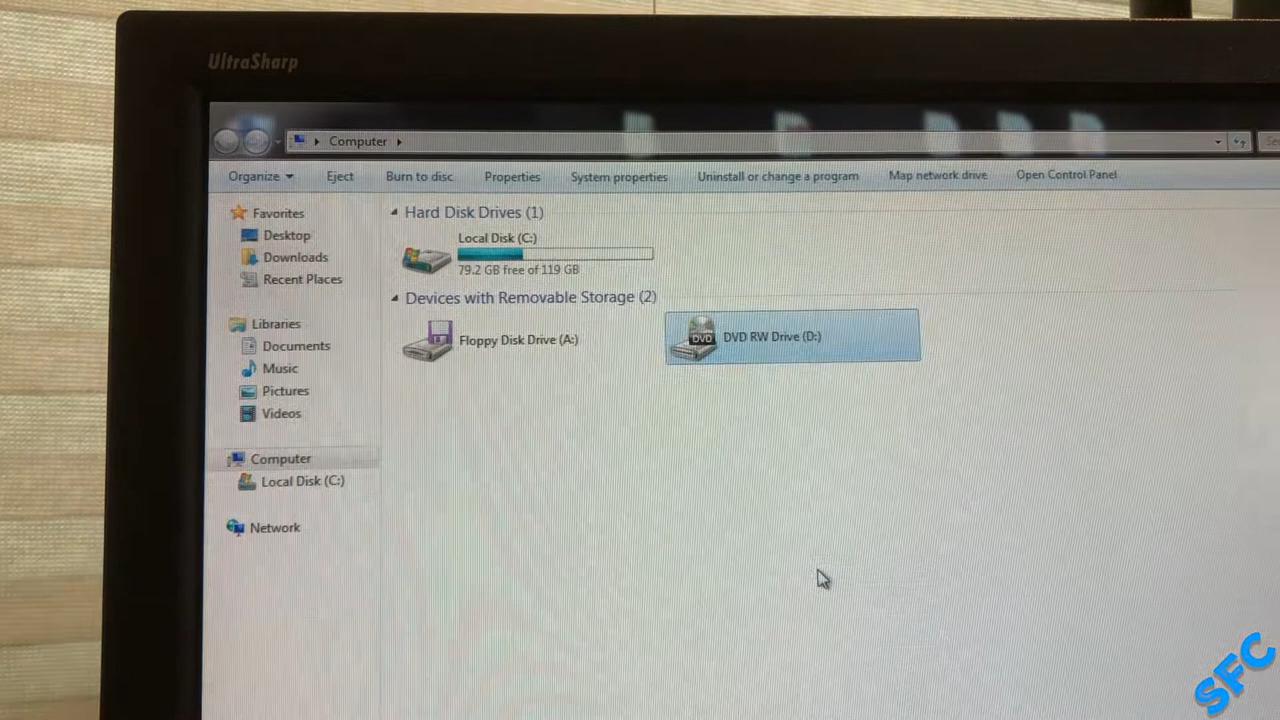 UltraSharp
Computer
Organize Eject Burn to disc Properties System properties Uninstall or change a program Map network drive Open Control Panel
Favorites
Desktop
Downloads
Recent Places
Libraries
Documents
Music
Pictures
Videos
Computer
Local Disk (C:)
Network
Hard Disk Drives (1)
Local Disk (C:)
79.2 GB free of 119 GB
Devices with Removable Storage (2)
Floppy Disk Drive (A:)
DVD
DVD RW Drive (D:)
SFC